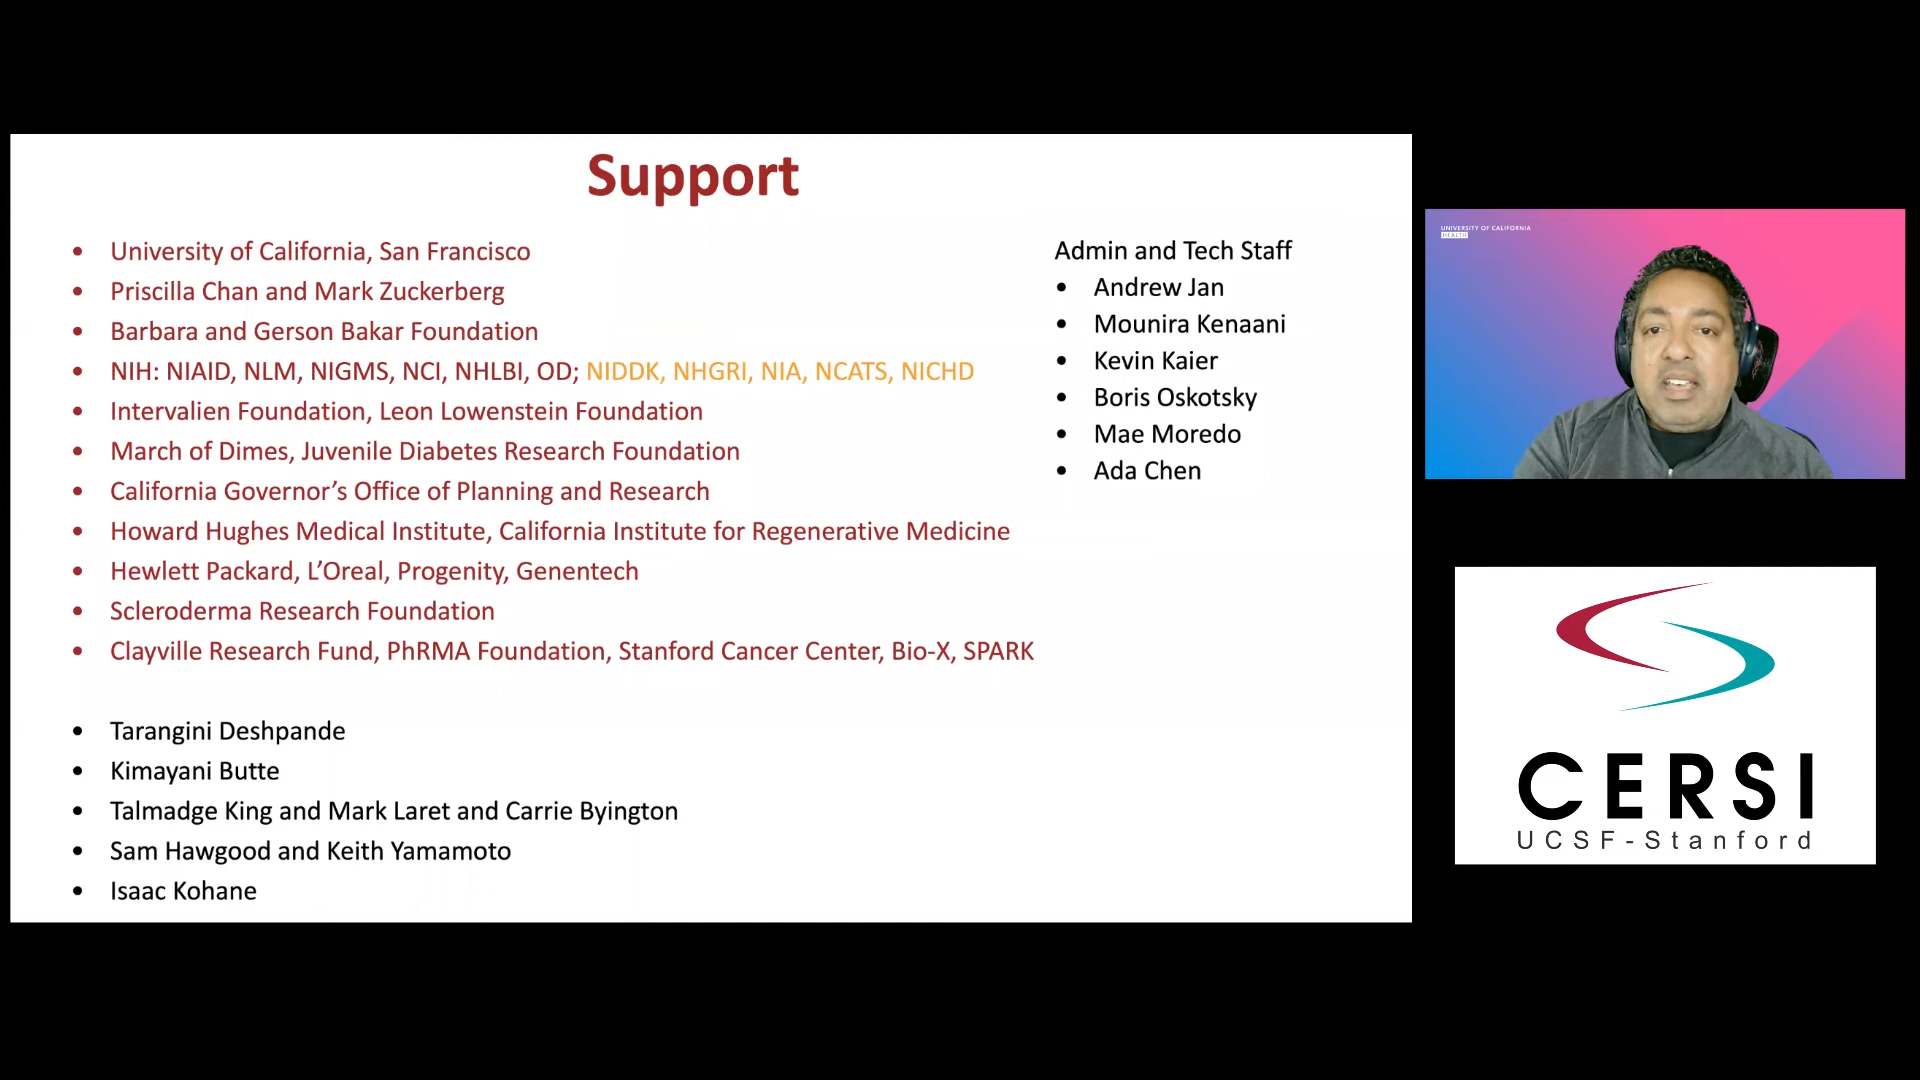 Support
University of California, San Francisco
Priscilla Chan and Mark Zuckerberg
Barbara and Gerson Bakar Foundation
NIH: NIAID, NLM, NIGMS, NCI, NHLBI, OD; NIDDK, NHGRI, NIA, NCATS, NICHD
Intervalien Foundation, Leon Lowenstein Foundation
March of Dimes, Juvenile Diabetes Research Foundation
California Governor’s Office of Planning and Research
Howard Hughes Medical Institute, California Institute for Regenerative Medicine
Hewlett Packard, L’Oreal, Progenity, Genentech
Scleroderma Research Foundation
Clayville Research Fund, PhRMA Foundation, Stanford Cancer Center, Bio-X, SPARK
Tarangini Deshpande
Kimayani Butte
Talmadge King and Mark Laret and Carrie Byington
Sam Hawgood and Keith Yamamoto
Isaac Kohane
Admin and Tech Staff
Andrew Jan
Mounira Kenaani
Kevin Kaier
Boris Oskotsky
Mae Moredo
Ada Chen
UNIVERSITY OF CALIFORNIA
HEALTH
CERSI
UCSF-Stanford